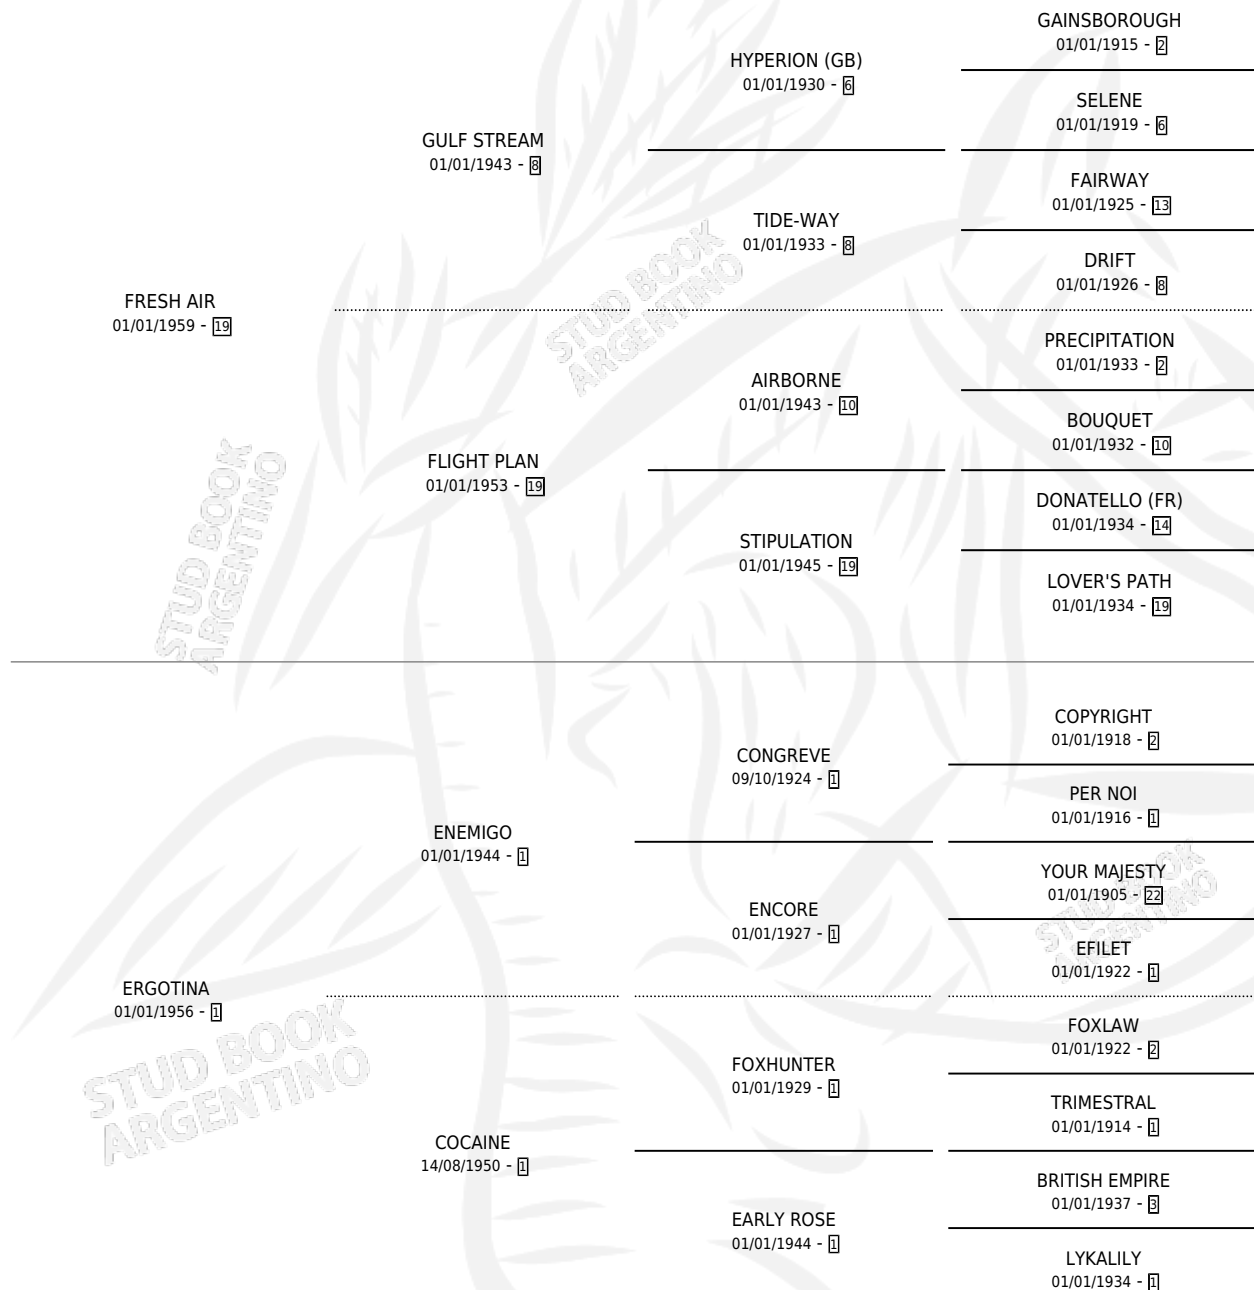 GAINSBOROUGH
01/01/1915 - 2
HYPERION (GB)
01/01/1930 - 6
SELENE
01/01/1919 - 6
GULF STREAM
01/01/1943 - 8
FAIRWAY
01/01/1925 - 13
TIDE-WAY
01/01/1933 - 8
DRIFT
01/01/1926 - 8
FRESH AIR
01/01/1959 - 19
STUD BOOK
ARGENTINO
PRECIPITATION
01/01/1933 - 2
AIRBORNE
01/01/1943 - 10
BOUQUET
01/01/1932 - 10
FLIGHT PLAN
01/01/1953 - 19
DONATELLO (FR)
01/01/1934 - 14
STIPULATION
01/01/1945 - 19
LOVER'S PATH
01/01/1934 - 19
STUD BOOK
ARGENTINO
COPYRIGHT
01/01/1918 - 2
CONGREVE
09/10/1924 - 1
PER NOI
01/01/1916 - 1
ENEMIGO
01/01/1944 - 1
YOUR MAJESTY
01/01/1905 - 22
ENCORE
01/01/1927 - 1
EFILET
01/01/1922 - 1
STUD BOOK
ARGENTINO
ERGOTINA
01/01/1956 - 1
STUD BOOK
ARGENTINO
FOXLAW
01/01/1922 - 2
FOXHUNTER
01/01/1929 - 1
TRIMESTRAL
01/01/1914 - 1
COCAINE
14/08/1950 - 1
BRITISH EMPIRE
01/01/1937 - 3
EARLY ROSE
01/01/1944 - 1
LYKALILY
01/01/1934 - 1